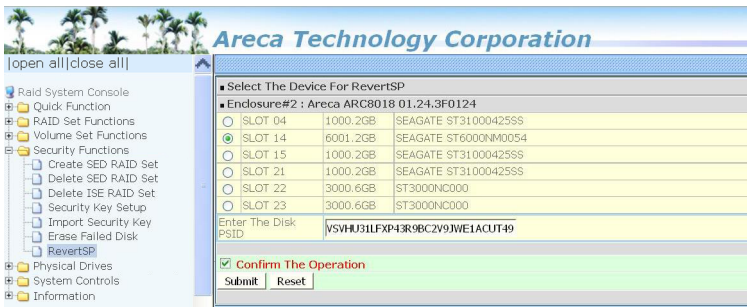 Areca Technology Corporation
|open all|close all|
Raid System Console
Quick Function
RAID Set Functions
Volume Set Functions
Security Functions
Create SED RAID Set
Delete SED RAID Set
Delete ISE RAID Set
Security Key Setup
Import Security Key
Erase Failed Disk
RevertSP
Physical Drives
System Controls
Information
Select The Device For RevertSP
Enclosure#2 : Areca ARC8018 01.24.3F0124
SLOT 04 1000.2GB SEAGATE ST31000425SS
SLOT 14 6001.2GB SEAGATE ST6000NM0054
SLOT 15 1000.2GB SEAGATE ST31000425SS
SLOT 21 1000.2GB SEAGATE ST31000425SS
SLOT 22 3000.6GB ST3000NC000
SLOT 23 3000.6GB ST3000NC000
Enter The Disk
PSID VSVHU31LFXP43R9BC2V9JWE1ACUT49
Confirm The Operation
Submit Reset